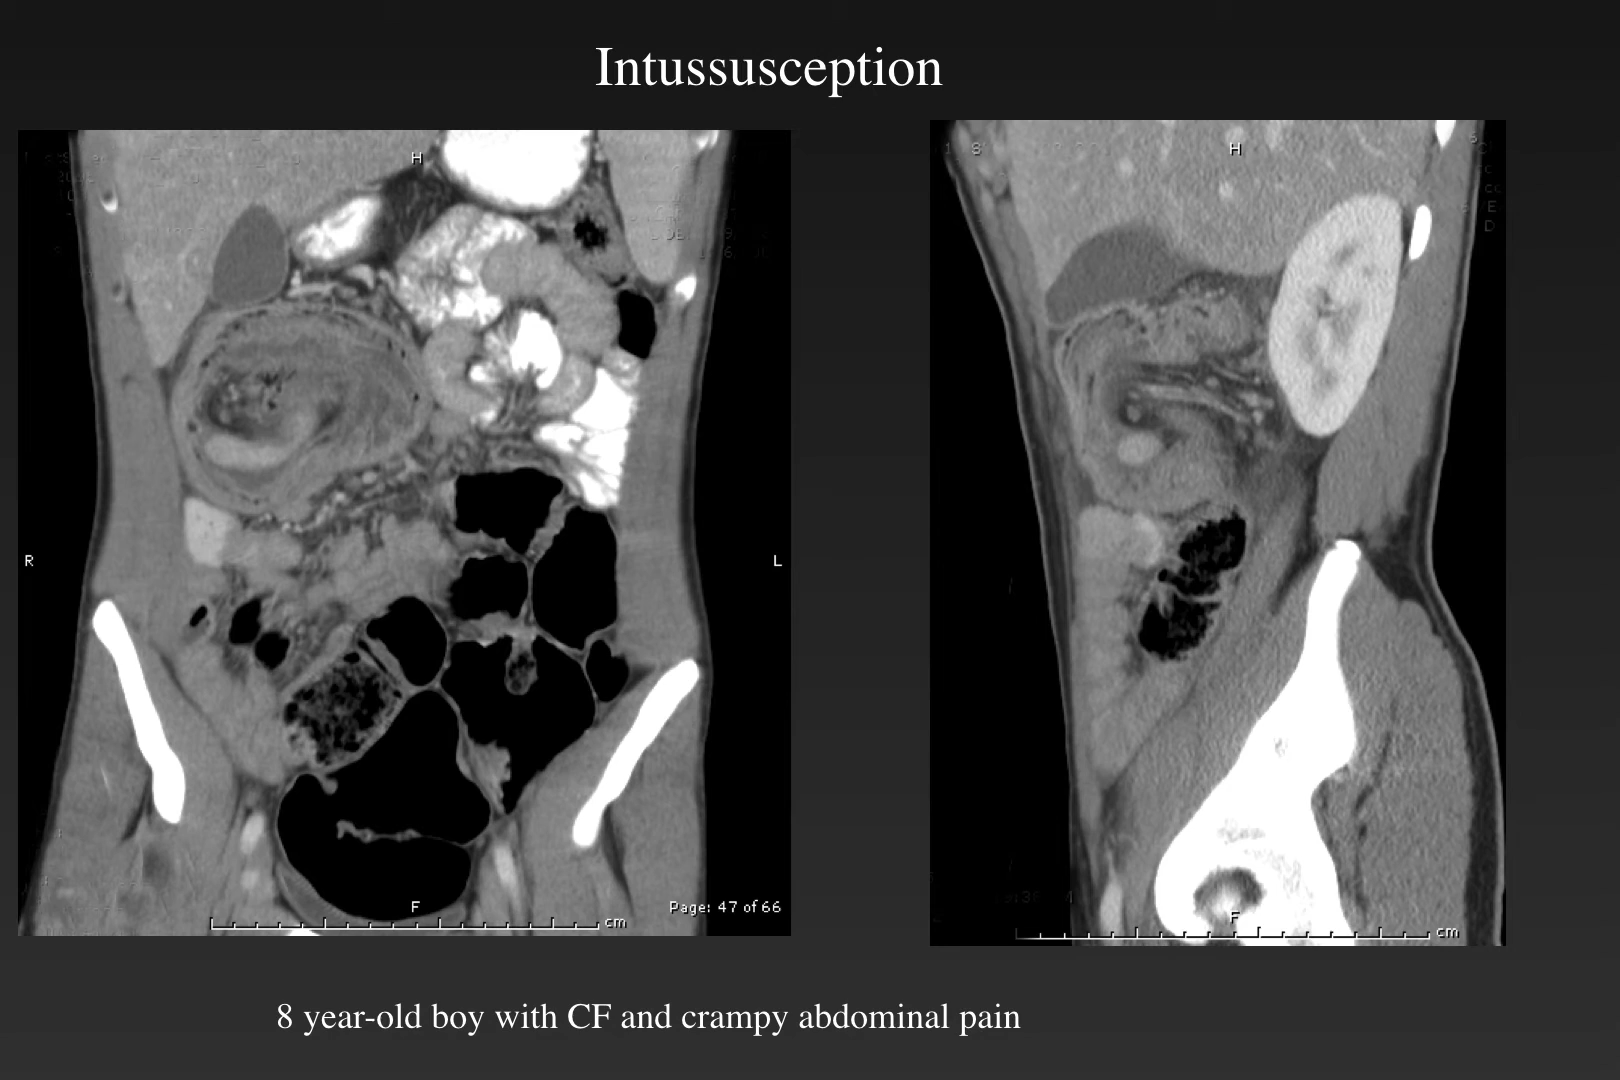 Intussusception
H
R
L
F
Page: 47 of 66
cm
H
F
cm
8 year-old boy with CF and crampy abdominal pain